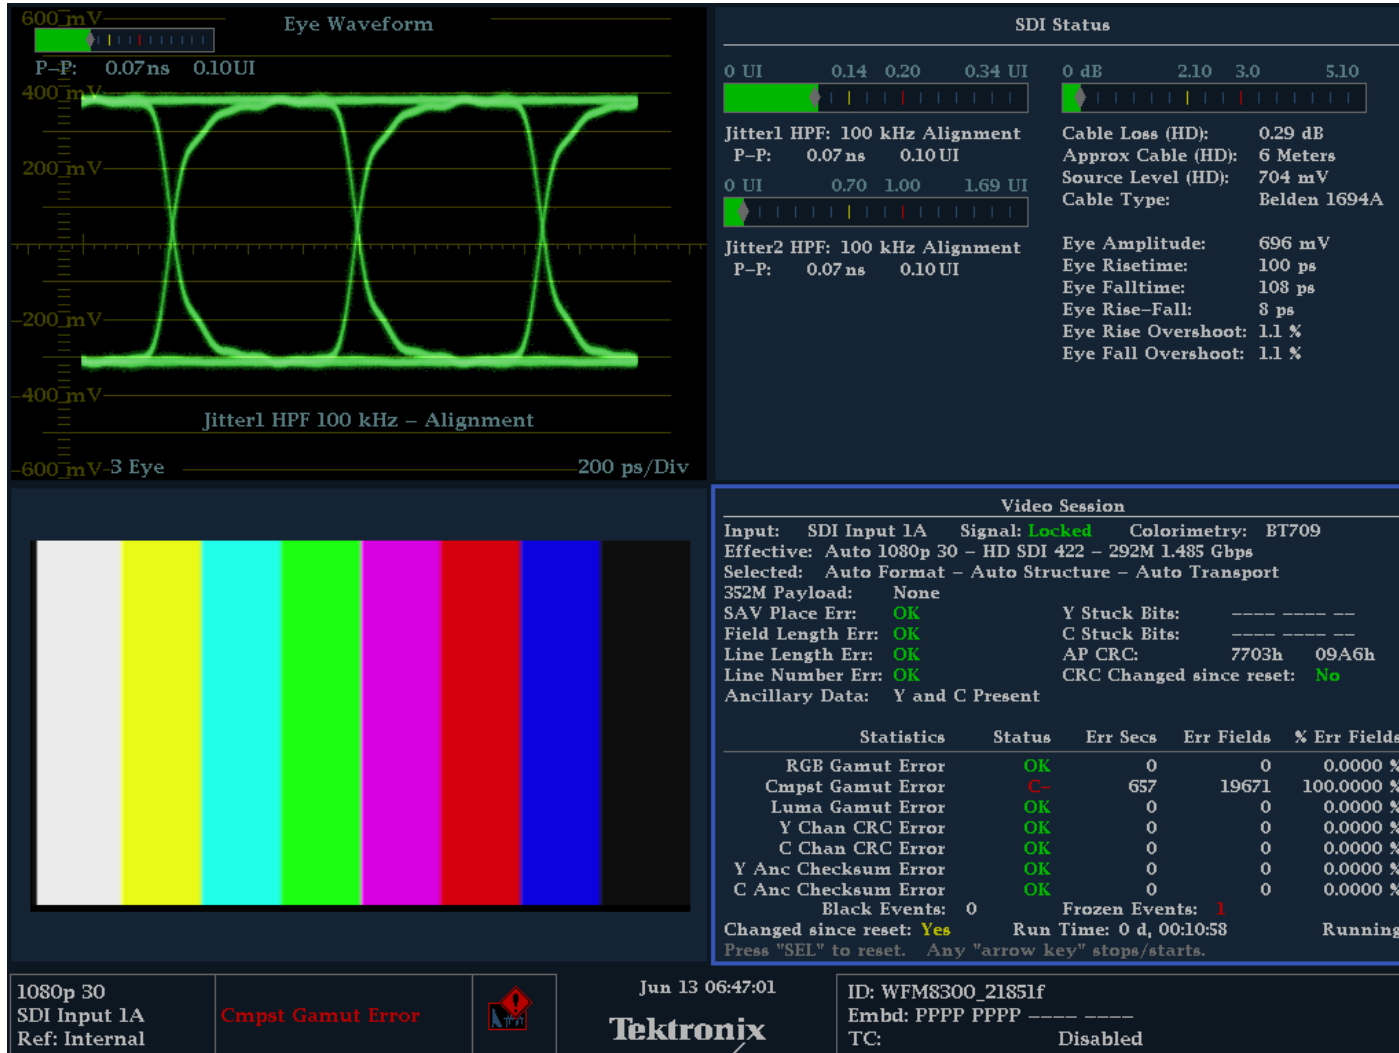 600 mV
Eye Waveform
P-P: 0.07 ns 0.10 UI
400 mV
200 mV
-200 mV
-400 mV
Jitter1 HPF 100 kHz - Alignment
-600 mV
3 Eye
200 ps/Div
SDI Status
0 UI 0.14 0.20 0.34 UI
Jitter1 HPF: 100 kHz Alignment
P-P: 0.07 ns 0.10 UI
0 UI 0.70 1.00 1.69 UI
Jitter2 HPF: 100 kHz Alignment
P-P: 0.07 ns 0.10 UI
0 dB 2.10 3.0 5.10
Cable Loss (HD): 0.29 dB
Approx Cable (HD): 6 Meters
Source Level (HD): 704 mV
Cable Type: Belden 1694A
Eye Amplitude: 696 mV
Eye Risetime: 100 ps
Eye Falltime: 108 ps
Eye Rise-Fall: 8 ps
Eye Rise Overshoot: 1.1 %
Eye Fall Overshoot: 1.1 %
Video Session
Input: SDI Input 1A Signal: Locked Colorimetry: BT709
Effective: Auto 1080p 30 - HD SDI 422 - 292M 1.485 Gbps
Selected: Auto Format - Auto Structure - Auto Transport
352M Payload: None
SAV Place Err: OK Y Stuck Bits: ---- ---- --
Field Length Err: OK C Stuck Bits: ---- ---- --
Line Length Err: OK AP CRC: 7703h 09A6h
Line Number Err: OK CRC Changed since reset: No
Ancillary Data: Y and C Present
Statistics Status Err Secs Err Fields % Err Fields
RGB Gamut Error OK 0 0 0.0000 %
Cmpst Gamut Error C- 657 19671 100.0000 %
Luma Gamut Error OK 0 0 0.0000 %
Y Chan CRC Error OK 0 0 0.0000 %
C Chan CRC Error OK 0 0 0.0000 %
Y Anc Checksum Error OK 0 0 0.0000 %
C Anc Checksum Error OK 0 0 0.0000 %
Black Events: 0 Frozen Events: 1
Changed since reset: Yes Run Time: 0 d, 00:10:58 Running
Press "SEL" to reset. Any "arrow key" stops/starts.
1080p 30
SDI Input 1A
Ref: Internal
Cmpst Gamut Error
Jun 13 06:47:01
Tektronix
ID: WFM8300_21851f
Embd: PPPP PPPP ---- ----
TC: Disabled